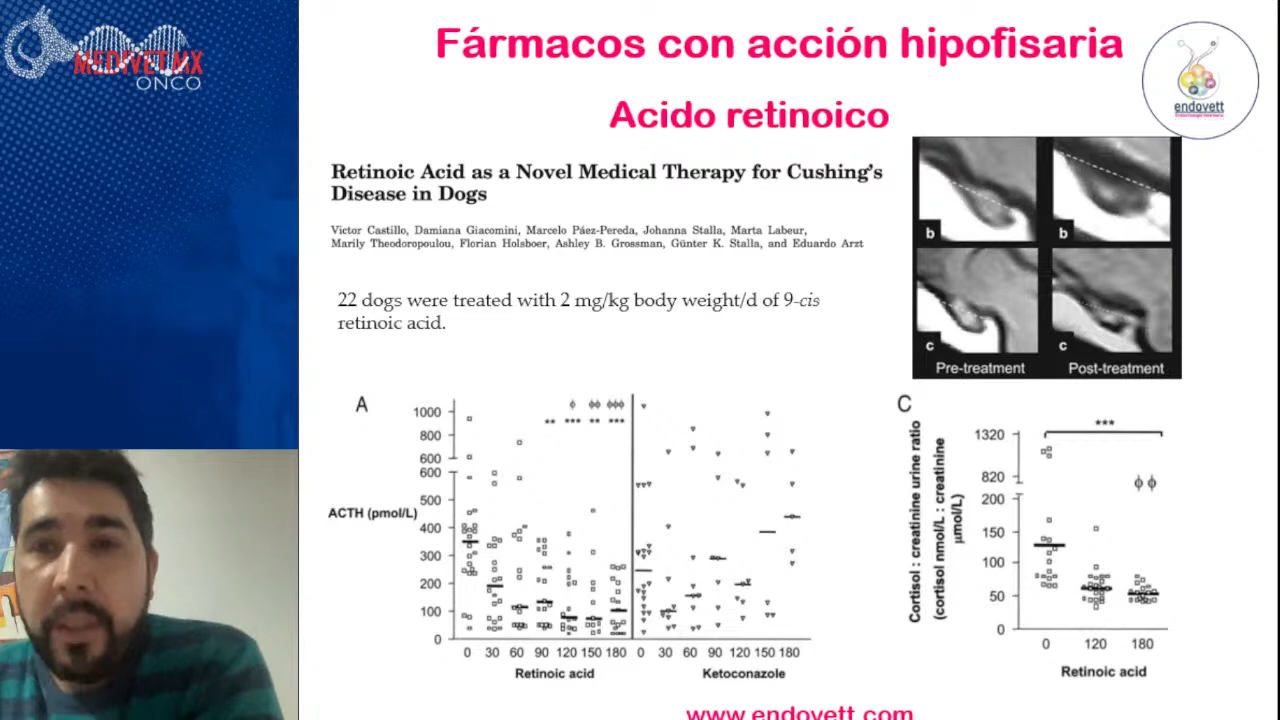 MEDIVET.MX
ONCO
Fármacos con acción hipofisaria
Acido retinoico
endovett
Retinoic Acid as a Novel Medical Therapy for Cushing's
Disease in Dogs
Victor Castillo, Damiana Giacomini, Marcelo Páez-Pereda, Johanna Stalla, Marta Labeur,
Marily Theodoropoulou, Florian Holsboer, Ashley B. Grossman, Günter K. Stalla, and Eduardo Arzt
22 dogs were treated with 2 mg/kg body weight/d of 9-cis
retinoic acid.
b
b
c
c
Pre-treatment
Post-treatment
A
1000
800
600
600
500
400
300
200
100
0
ACTH (pmol/L)
ϕ ϕϕ ϕϕϕ
** *** ** ***
0 30 60 90 120 150 180
0 30 60 90 120 150 180
Retinoic acid
Ketoconazole
C
Cortisol : creatinine urine ratio
(cortisol nmol/L : creatinine
µmol/L)
1320
820
200
150
100
50
0
***
ϕ ϕ
0 120 180
Retinoic acid
www.endovett.com